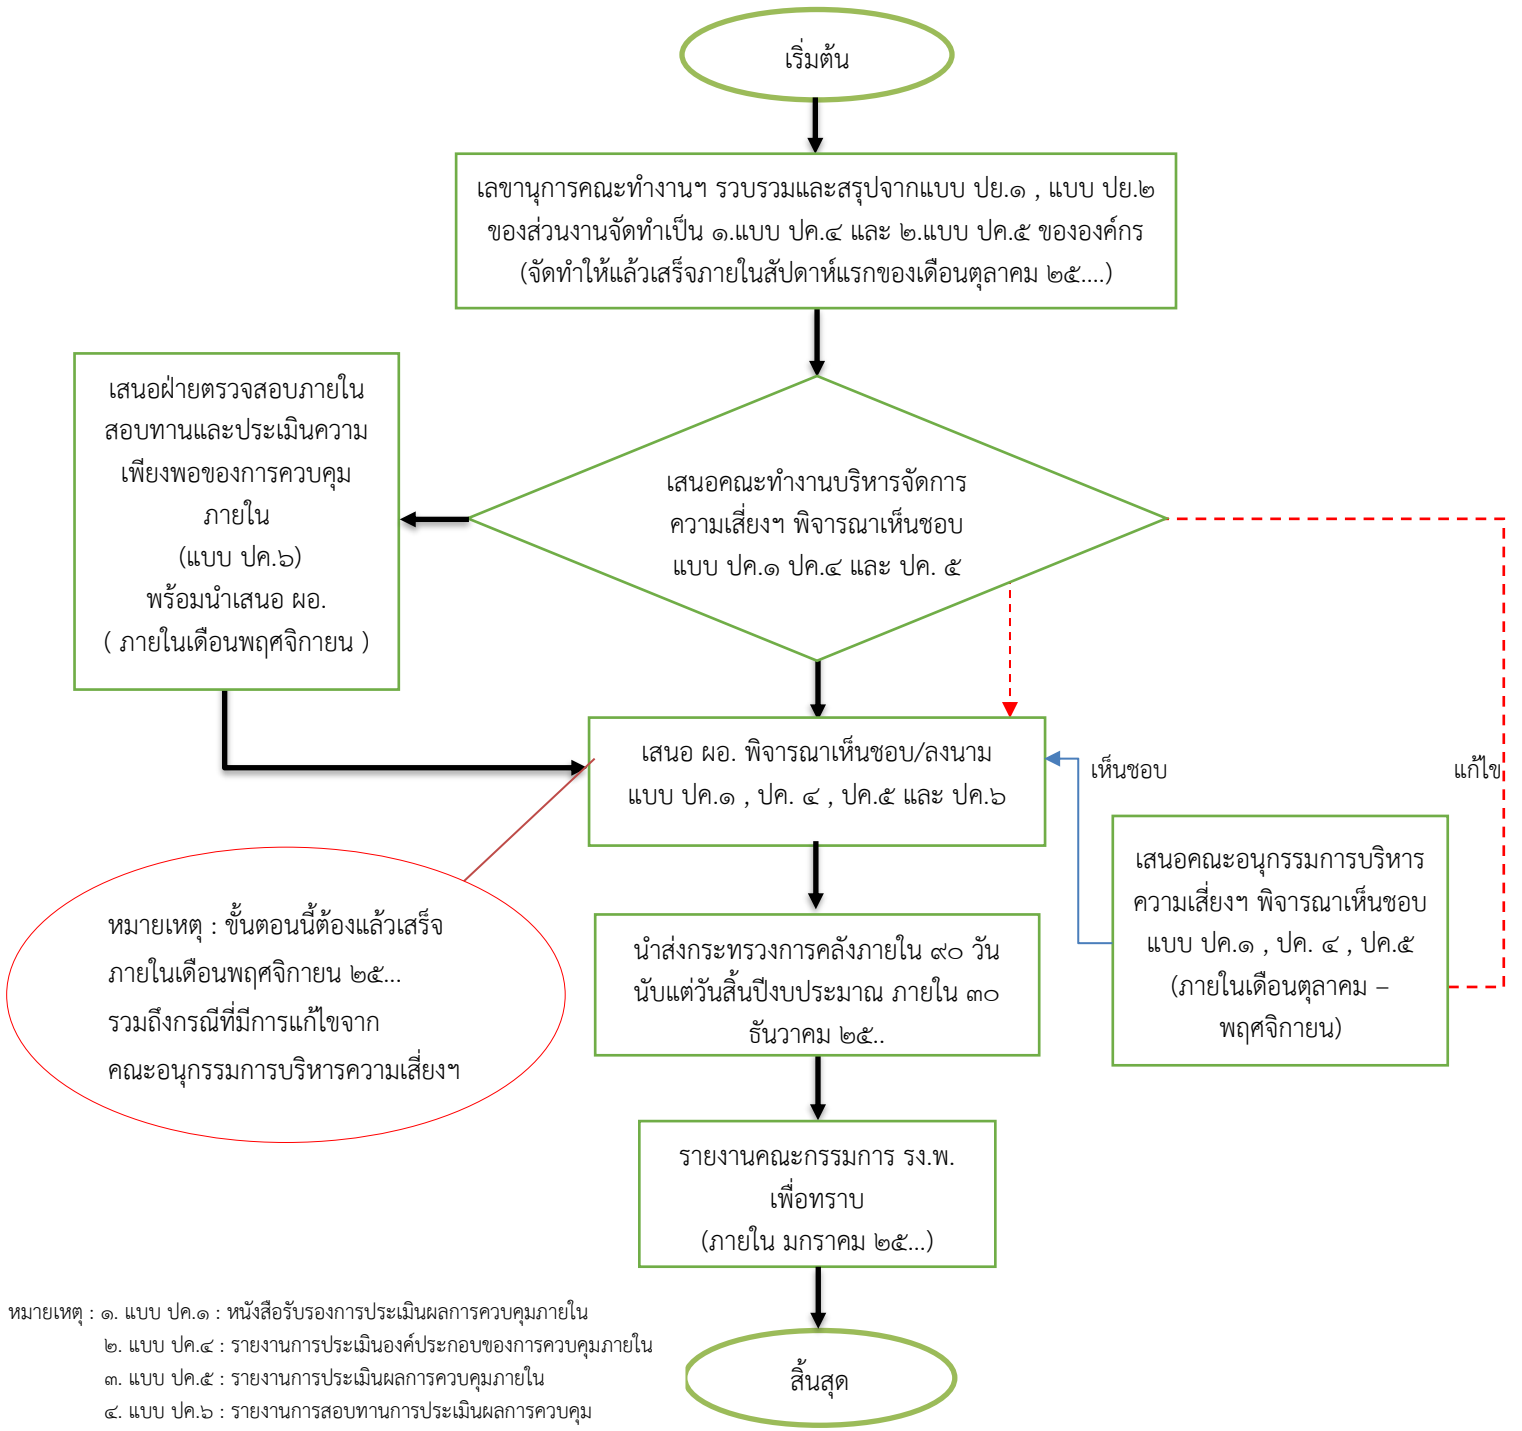 เริ่มต้น
เลขานุการคณะทำงานฯ รวบรวมและสรุปจากแบบ ปย.๑ , แบบ ปย.๒
ของส่วนงานจัดทำเป็น ๑.แบบ ปค.๔ และ ๒.แบบ ปค.๕ ขององค์กร
(จัดทำให้แล้วเสร็จภายในสัปดาห์แรกของเดือนตุลาคม ๒๕....)
เสนอฝ่ายตรวจสอบภายใน
สอบทานและประเมินความ
เพียงพอของการควบคุม
ภายใน
(แบบ ปค.๖)
พร้อมนำเสนอ ผอ.
( ภายในเดือนพฤศจิกายน )
เสนอคณะทำงานบริหารจัดการ
ความเสี่ยงฯ พิจารณาเห็นชอบ
แบบ ปค.๑ ปค.๔ และ ปค. ๕
เสนอ ผอ. พิจารณาเห็นชอบ/ลงนาม
แบบ ปค.๑ , ปค. ๔ , ปค.๕ และ ปค.๖
เห็นชอบ
แก้ไข
เสนอคณะอนุกรรมการบริหาร
ความเสี่ยงฯ พิจารณาเห็นชอบ
แบบ ปค.๑ , ปค. ๔ , ปค.๕
(ภายในเดือนตุลาคม –
พฤศจิกายน)
หมายเหตุ : ขั้นตอนนี้ต้องแล้วเสร็จ
ภายในเดือนพฤศจิกายน ๒๕...
รวมถึงกรณีที่มีการแก้ไขจาก
คณะอนุกรรมการบริหารความเสี่ยงฯ
นำส่งกระทรวงการคลังภายใน ๙๐ วัน
นับแต่วันสิ้นปีงบประมาณ ภายใน ๓๐
ธันวาคม ๒๕..
รายงานคณะกรรมการ รง.พ.
เพื่อทราบ
(ภายใน มกราคม ๒๕...)
สิ้นสุด
หมายเหตุ : ๑. แบบ ปค.๑ : หนังสือรับรองการประเมินผลการควบคุมภายใน
๒. แบบ ปค.๔ : รายงานการประเมินองค์ประกอบของการควบคุมภายใน
๓. แบบ ปค.๕ : รายงานการประเมินผลการควบคุมภายใน
๔. แบบ ปค.๖ : รายงานการสอบทานการประเมินผลการควบคุม